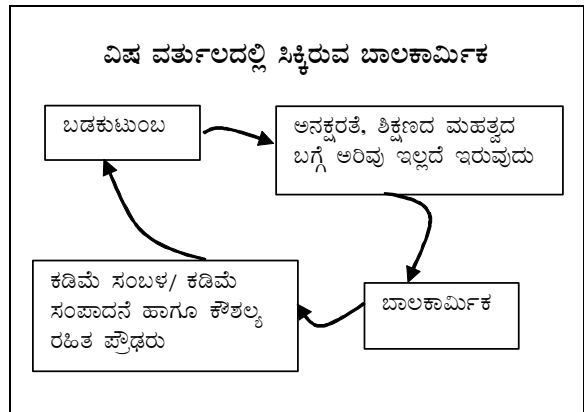 ವಿಷ ವರ್ತುಲದಲ್ಲಿ ಸಿಕ್ಕಿರುವ ಬಾಲಕಾರ್ಮಿಕ
ಬಡಕುಟುಂಬ
ಅನಕ್ಷರತೆ, ಶಿಕ್ಷಣದ ಮಹತ್ವದ
ಬಗ್ಗೆ ಅರಿವು ಇಲ್ಲದೆ ಇರುವುದು
ಬಾಲಕಾರ್ಮಿಕ
ಕಡಿಮೆ ಸಂಬಳ/ ಕಡಿಮೆ
ಸಂಪಾದನೆ ಹಾಗೂ ಕೌಶಲ್ಯ
ರಹಿತ ಪ್ರೌಢರು